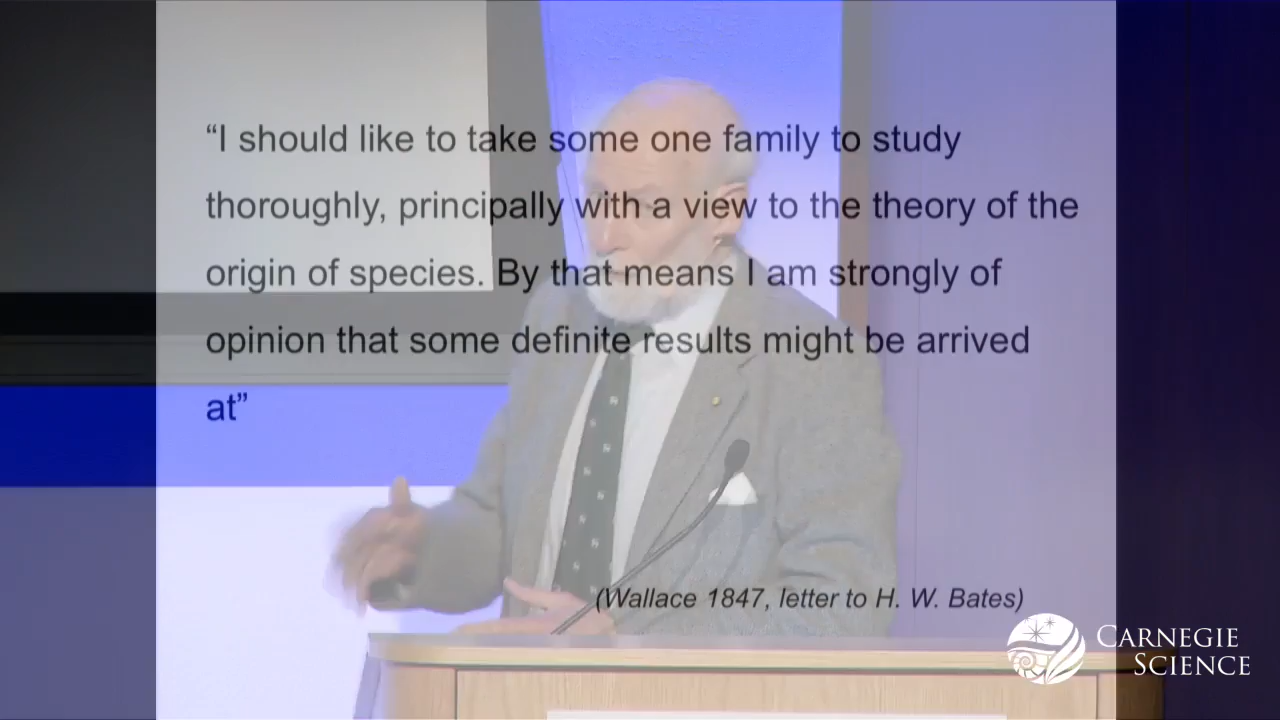 “I should like to take some one family to study
thoroughly, principally with a view to the theory of the
origin of species. By that means I am strongly of
opinion that some definite results might be arrived
at”
(Wallace 1847, letter to H. W. Bates)
CARNEGIE
SCIENCE